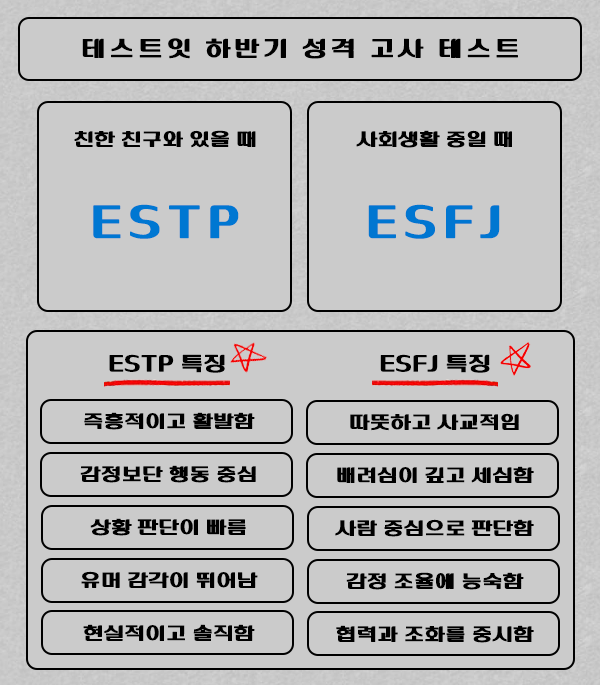 테스트잇 하반기 성격 고사 테스트
친한 친구와 있을 때
ESTP
사회생활 중일 때
ESFJ
ESTP 특징
즉흥적이고 활발함
감정보단 행동 중심
상황 판단이 빠름
유머 감각이 뛰어남
현실적이고 솔직함
ESFJ 특징
따뜻하고 사교적임
배려심이 깊고 세심함
사람 중심으로 판단함
감정 조율에 능숙함
협력과 조화를 중시함